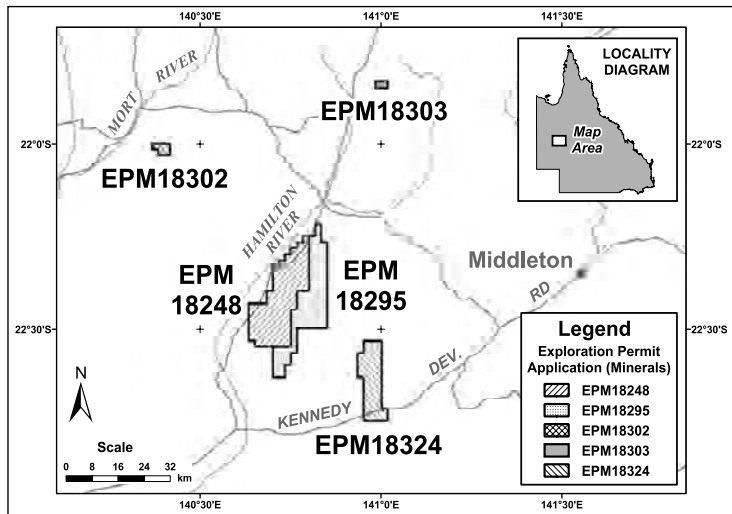 140°30'E
141°0'E
141°30'E
MORT RIVER
EPM18303
LOCALITY
DIAGRAM
Map
Area
22°0'S
22°0'S
EPM18302
HAMILTON
RIVER
EPM
18248
EPM
18295
Middleton
22°30'S
22°30'S
KENNEDY DEV. RD
EPM18324
N
Scale
0 8 16 24 32
km
Legend
Exploration Permit
Application (Minerals)
EPM18248
EPM18295
EPM18302
EPM18303
EPM18324
140°30'E
141°0'E
141°30'E